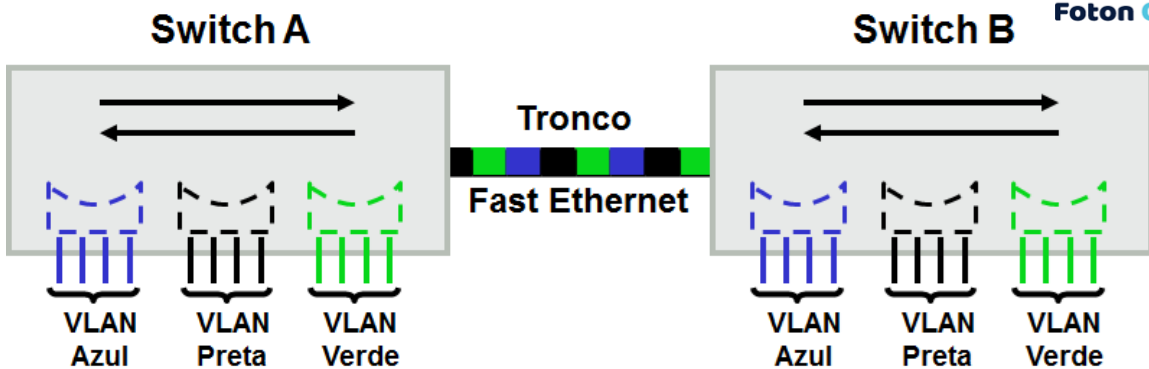 Foton
Switch A
Switch B
Tronco
Fast Ethernet
VLAN
Azul
VLAN
Preta
VLAN
Verde
VLAN
Azul
VLAN
Preta
VLAN
Verde